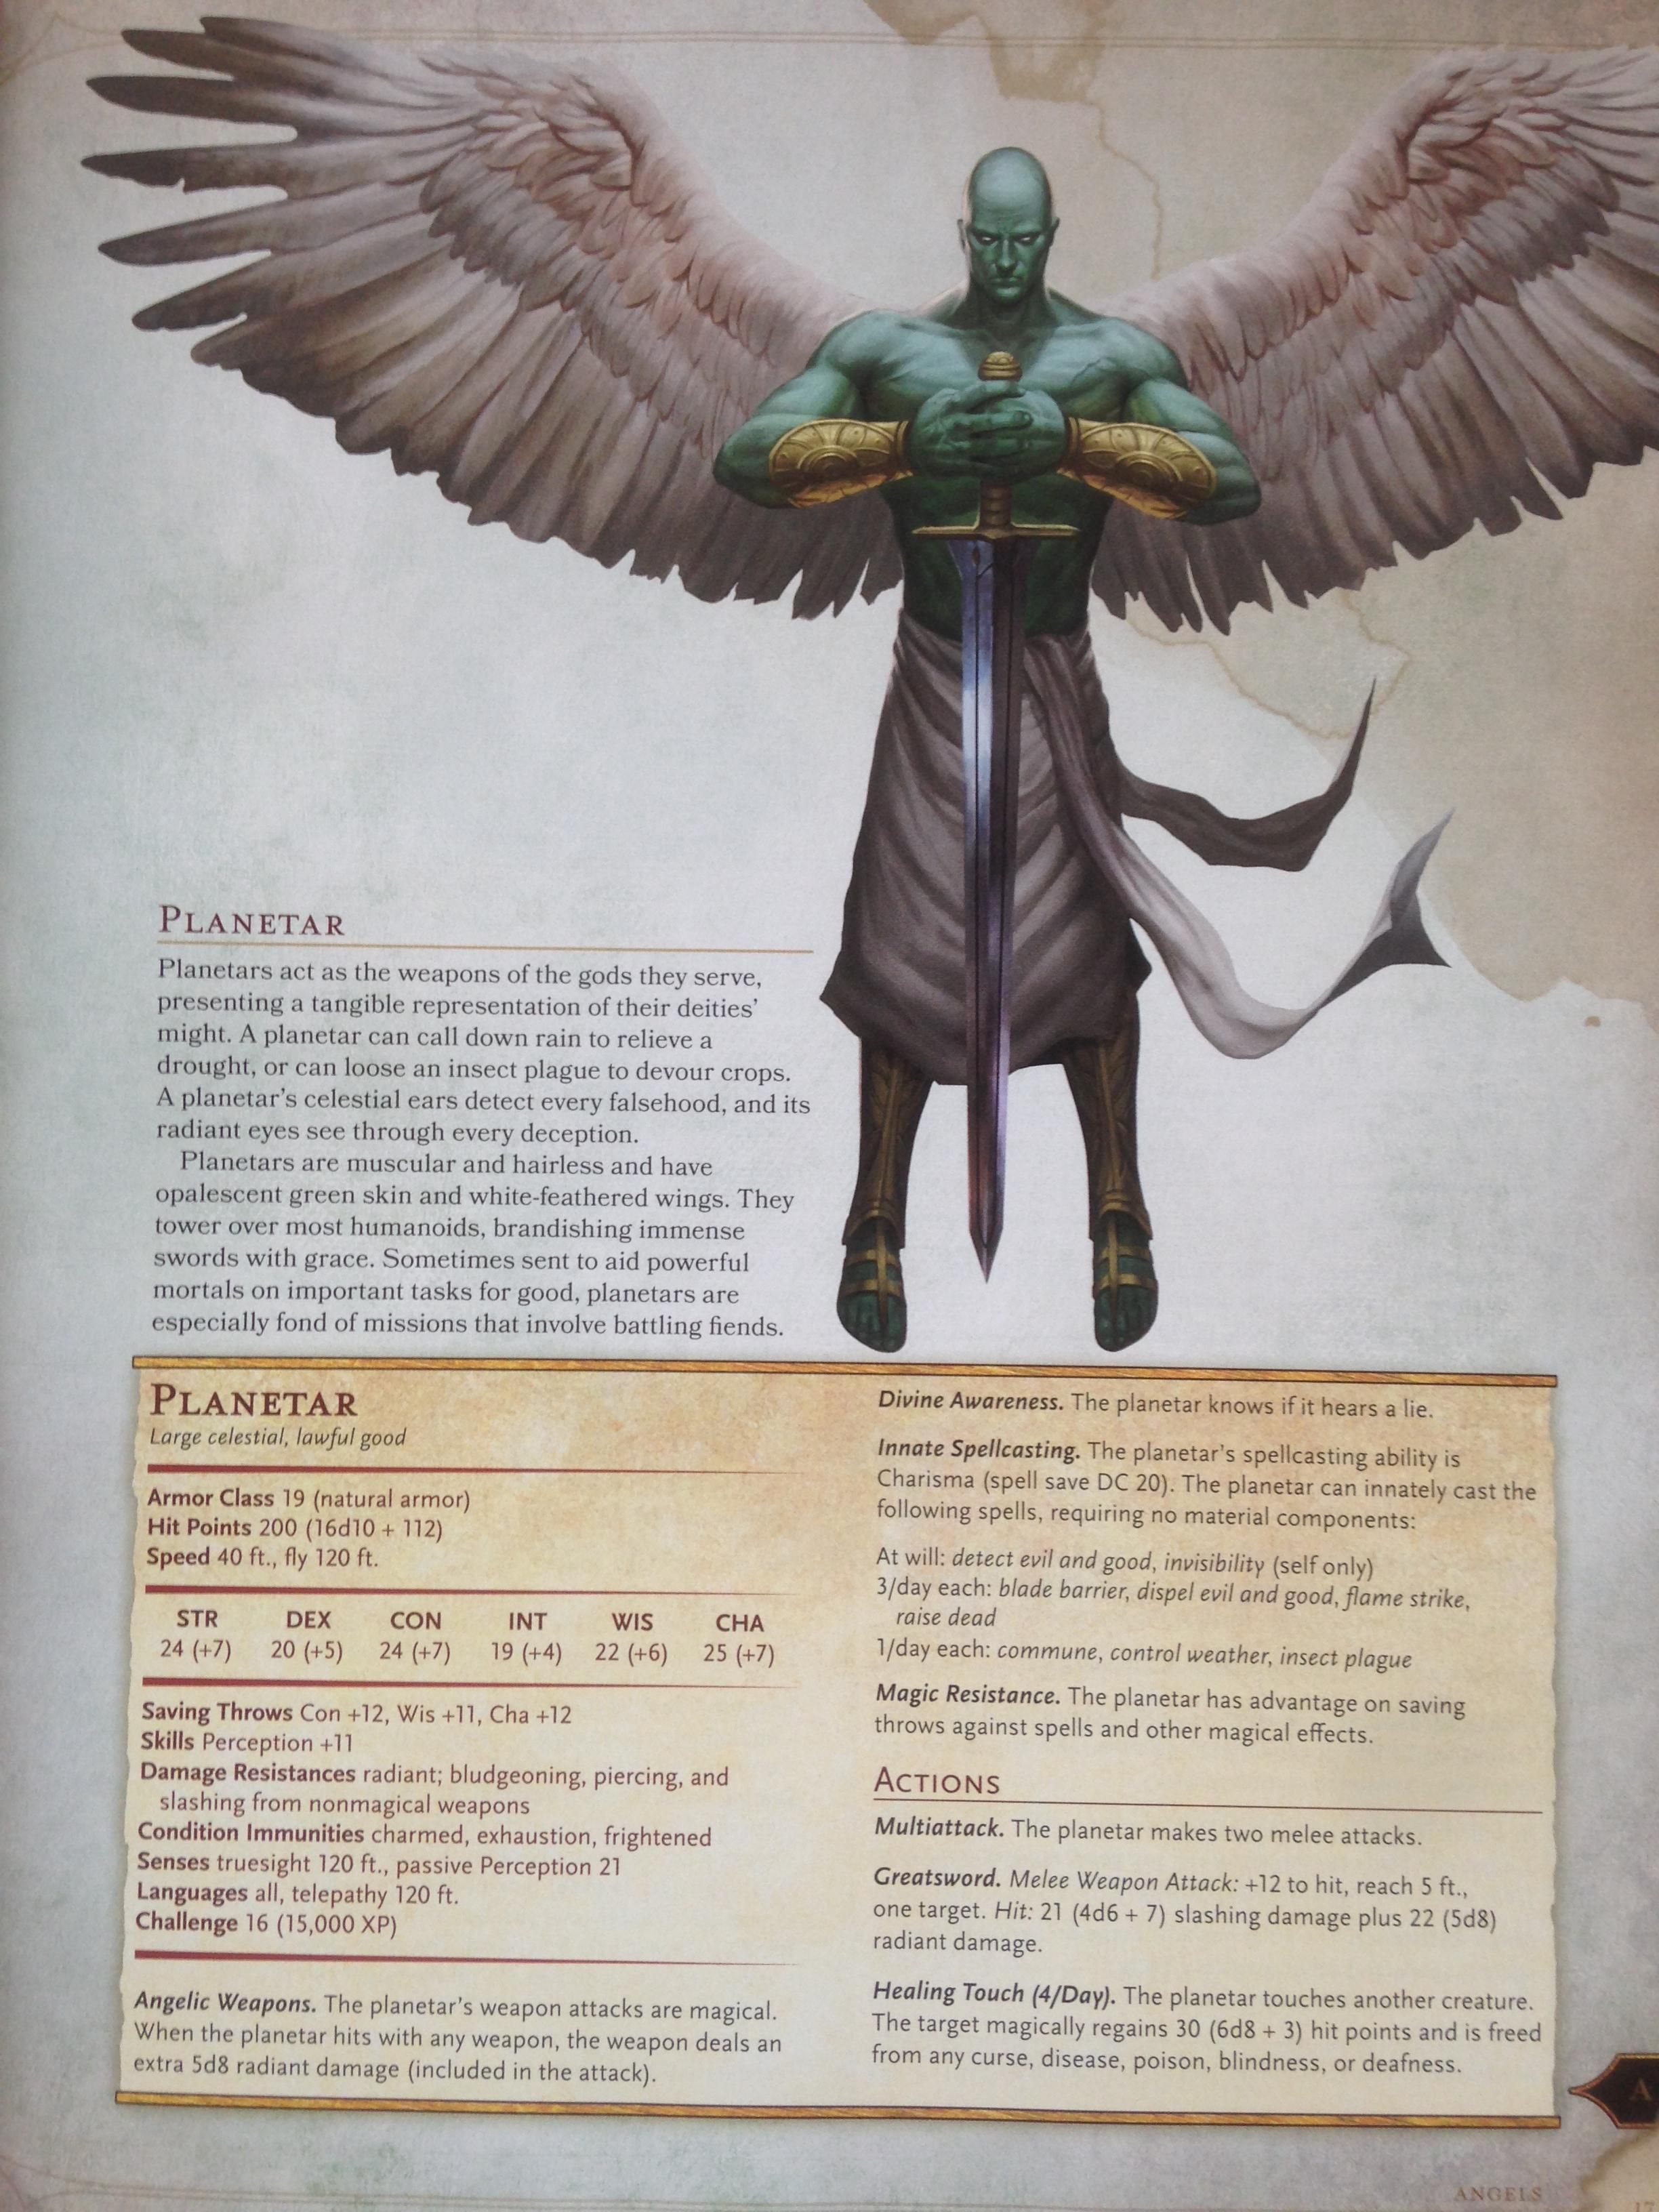 PLANETAR
Planetars act as the weapons of the gods they serve,
presenting a tangible representation of their deities'
might. A planetar can call down rain to relieve a
drought, or can loose an insect plague to devour crops.
A planetar's celestial ears detect every falsehood, and its
radiant eyes see through every deception.
Planetars are muscular and hairless and have
opalescent green skin and white-feathered wings. They
tower over most humanoids, brandishing immense
swords with grace. Sometimes sent to aid powerful
mortals on important tasks for good, planetars are
especially fond of missions that involve battling fiends.
PLANETAR
Large celestial, lawful good
Armor Class 19 (natural armor)
Hit Points 200 (16d10 + 112)
Speed 40 ft., fly 120 ft.
STR DEX CON INT WIS CHA
24 (+7) 20 (+5) 24 (+7) 19 (+4) 22 (+6) 25 (+7)
Saving Throws Con +12, Wis +11, Cha +12
Skills Perception +11
Damage Resistances radiant; bludgeoning, piercing, and
slashing from nonmagical weapons
Condition Immunities charmed, exhaustion, frightened
Senses truesight 120 ft., passive Perception 21
Languages all, telepathy 120 ft.
Challenge 16 (15,000 XP)
Angelic Weapons. The planetar's weapon attacks are magical.
When the planetar hits with any weapon, the weapon deals an
extra 5d8 radiant damage (included in the attack).
Divine Awareness. The planetar knows if it hears a lie.
Innate Spellcasting. The planetar's spellcasting ability is
Charisma (spell save DC 20). The planetar can innately cast the
following spells, requiring no material components:
At will: detect evil and good, invisibility (self only)
3/day each: blade barrier, dispel evil and good, flame strike,
raise dead
1/day each: commune, control weather, insect plague
Magic Resistance. The planetar has advantage on saving
throws against spells and other magical effects.
ACTIONS
Multiattack. The planetar makes two melee attacks.
Greatsword. Melee Weapon Attack: +12 to hit, reach 5 ft.,
one target. Hit: 21 (4d6 + 7) slashing damage plus 22 (5d8)
radiant damage.
Healing Touch (4/Day). The planetar touches another creature.
The target magically regains 30 (6d8 + 3) hit points and is freed
from any curse, disease, poison, blindness, or deafness.
A
ANGELS
17